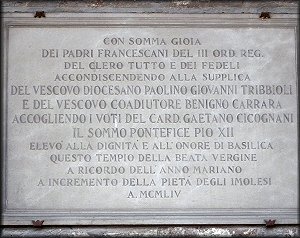 CON SOMMA GIOIA
DEI PADRI FRANCESCANI DEL III ORD. REG.
DEL CLERO TUTTO E DEI FEDELI
ACCONDISCENDENDO ALLA SUPPLICA
DEL VESCOVO DIOCESANO PAOLINO GIOVANNI TRIBBIOLI
E DEL VESCOVO COADIUTORE BENIGNO CARRARA
ACCOGLIENDO I VOTI DEL CARD. GAETANO CICOGNANI
IL SOMMO PONTEFICE PIO XII
ELEVO' ALLA DIGNITÀ E ALL'ONORE DI BASILICA
QUESTO TEMPIO DELLA BEATA VERGINE
A RICORDO DELL'ANNO MARIANO
A INCREMENTO DELLA PIETÀ DEGLI IMOLESI
A. MCMLIV